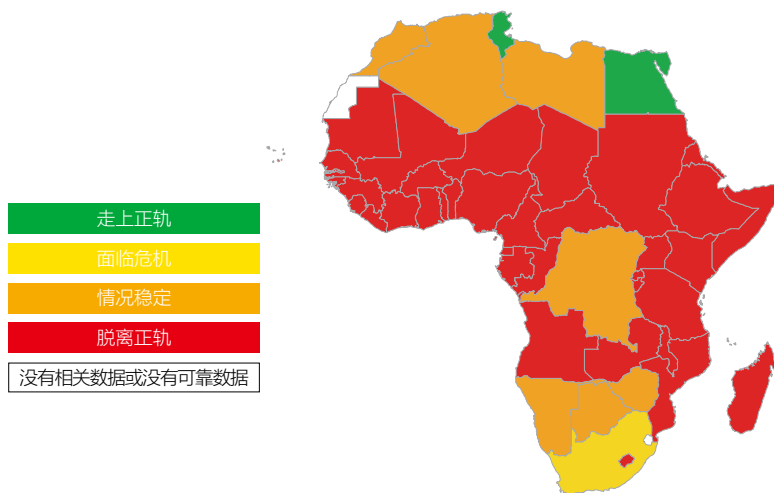 走上正轨
面临危机
情况稳定
脱离正轨
没有相关数据或没有可靠数据